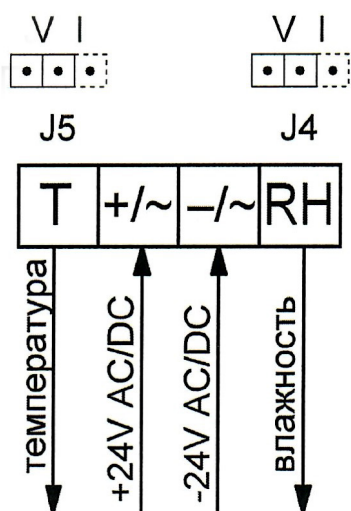 V I V I
J5 J4
T +/~ –/~ RH
температура
+24V AC/DC
-24V AC/DC
влажность